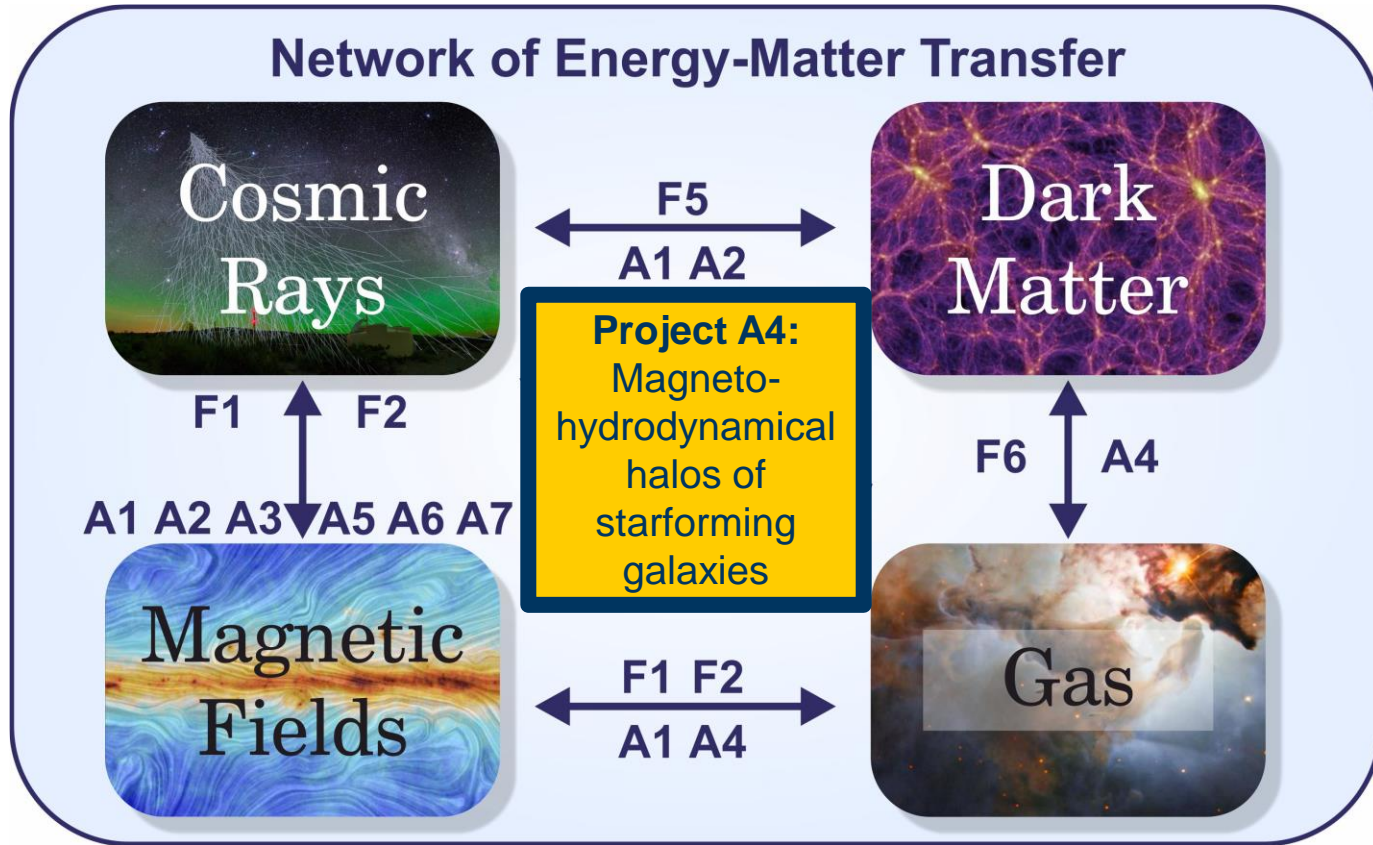 Network of Energy-Matter Transfer
Cosmic
Rays
F5
A1 A2
Dark
Matter
Project A4:
Magneto-
hydrodynamical
halos of
starforming
galaxies
F1 F2
A1 A2 A3 A5 A6 A7
F6 A4
Magnetic
Fields
F1 F2
A1 A4
Gas